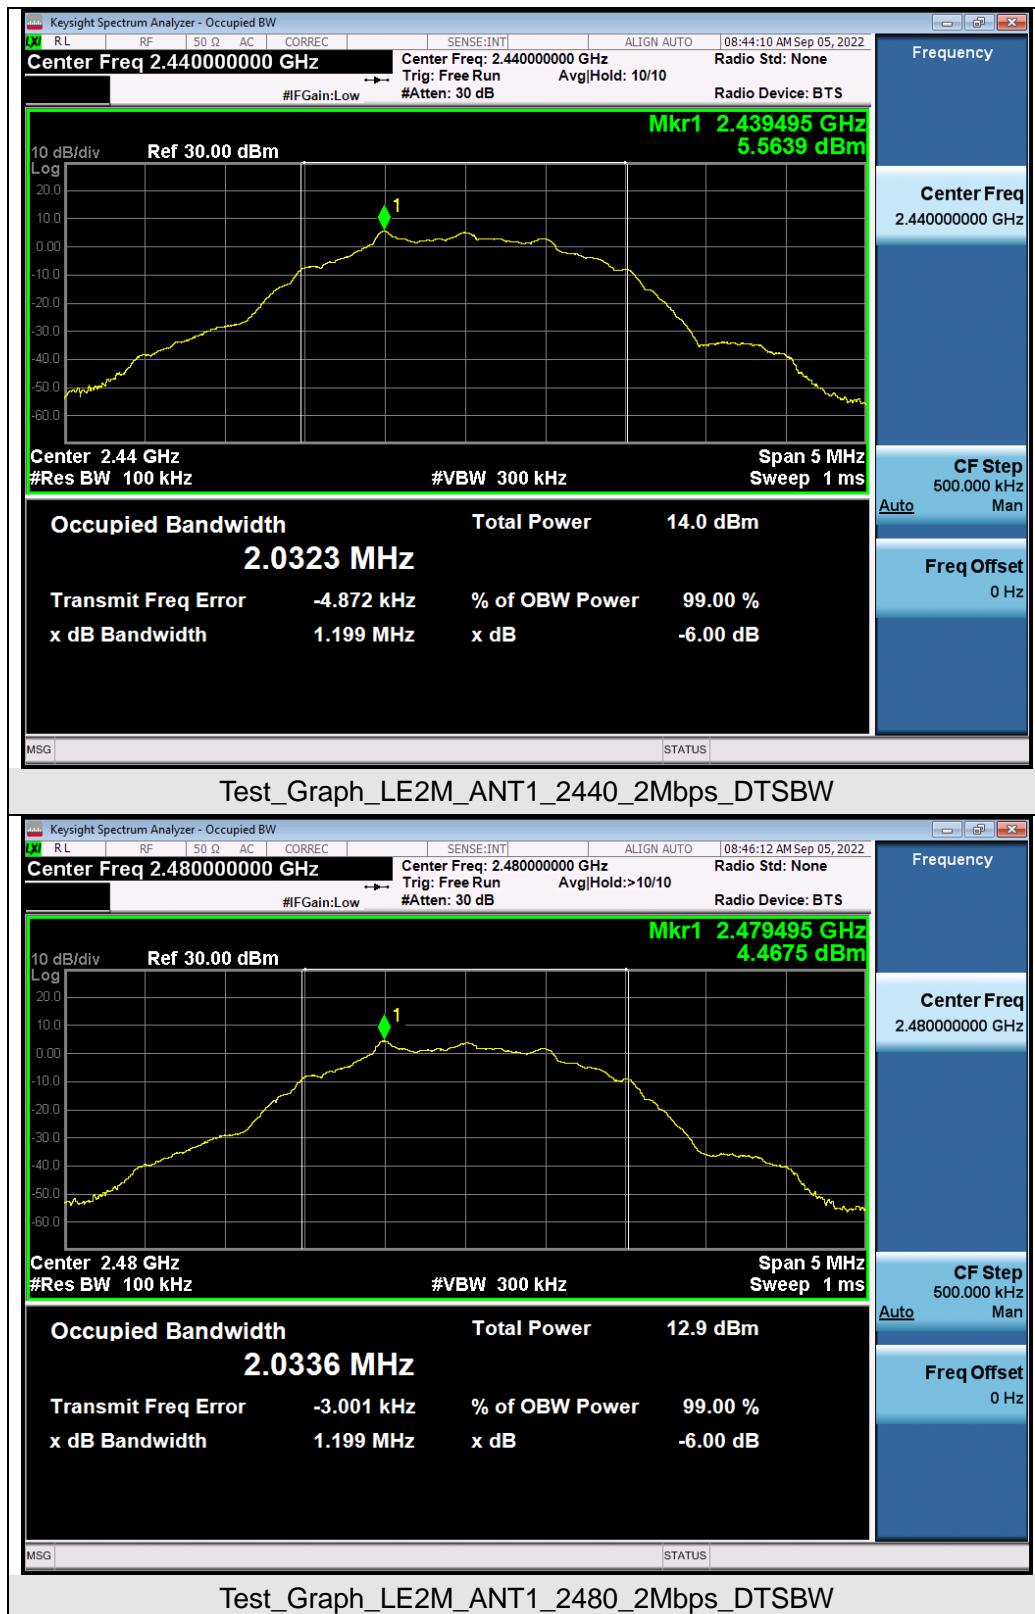 Keysight Spectrum Analyzer - Occupied BW
LXI RL RF 50 Ω AC CORREC SENSE:INT ALIGN AUTO 08:44:10 AM Sep 05, 2022
Center Freq 2.440000000 GHz
Center Freq: 2.440000000 GHz Radio Std: None
Trig: Free Run Avg|Hold: 10/10
#IFGain:Low #Atten: 30 dB Radio Device: BTS
Frequency
Mkr1 2.439495 GHz
5.5639 dBm
10 dB/div Ref 30.00 dBm
Log
20.0
1
10.0
0.00
-10.0
-20.0
-30.0
-40.0
-50.0
-60.0
Center Freq
2.440000000 GHz
Center 2.44 GHz Span 5 MHz
#Res BW 100 kHz #VBW 300 kHz Sweep 1 ms
CF Step
500.000 kHz
Auto Man
Occupied Bandwidth Total Power 14.0 dBm
2.0323 MHz
Freq Offset
0 Hz
Transmit Freq Error -4.872 kHz % of OBW Power 99.00 %
x dB Bandwidth 1.199 MHz x dB -6.00 dB
MSG STATUS
Test_Graph_LE2M_ANT1_2440_2Mbps_DTSBW
Keysight Spectrum Analyzer - Occupied BW
LXI RL RF 50 Ω AC CORREC SENSE:INT ALIGN AUTO 08:46:12 AM Sep 05, 2022
Center Freq 2.480000000 GHz
Center Freq: 2.480000000 GHz Radio Std: None
Trig: Free Run Avg|Hold:>10/10
#IFGain:Low #Atten: 30 dB Radio Device: BTS
Frequency
Mkr1 2.479495 GHz
4.4675 dBm
10 dB/div Ref 30.00 dBm
Log
20.0
1
10.0
0.00
-10.0
-20.0
-30.0
-40.0
-50.0
-60.0
Center Freq
2.480000000 GHz
Center 2.48 GHz Span 5 MHz
#Res BW 100 kHz #VBW 300 kHz Sweep 1 ms
CF Step
500.000 kHz
Auto Man
Occupied Bandwidth Total Power 12.9 dBm
2.0336 MHz
Freq Offset
0 Hz
Transmit Freq Error -3.001 kHz % of OBW Power 99.00 %
x dB Bandwidth 1.199 MHz x dB -6.00 dB
MSG STATUS
Test_Graph_LE2M_ANT1_2480_2Mbps_DTSBW